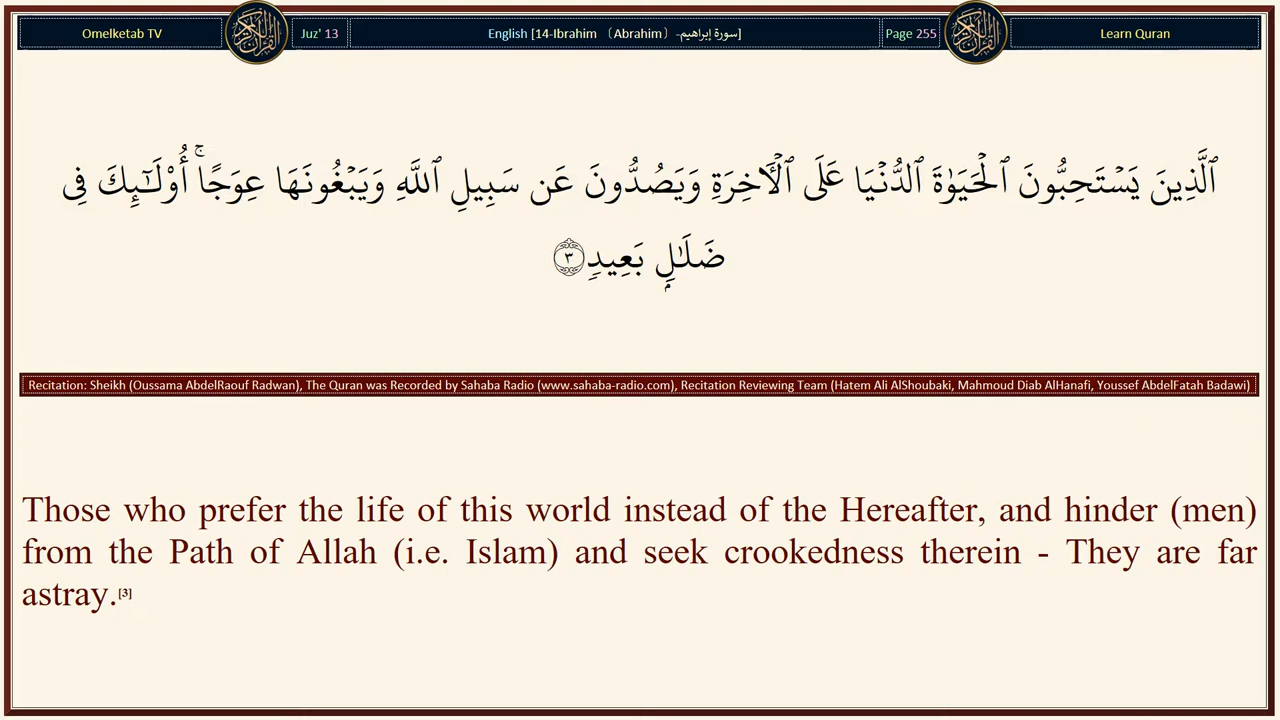 Omelketab TV
Juz' 13
English [14-Ibrahim （Abrahim）-سورة إبراهيم]
Page 255
Learn Quran
ٱلَّذِينَ يَسۡتَحِبُّونَ ٱلۡحَيَوٰةَ ٱلدُّنۡيَا عَلَى ٱلۡأٓخِرَةِ وَيَصُدُّونَ عَن سَبِيلِ ٱللَّهِ وَيَبۡغُونَهَا عِوَجًاۚ أُوْلَـٰٓئِكَ فِى
ضَلَـٰلِۭ بَعِيدٍ ٣
Recitation: Sheikh (Oussama AbdelRaouf Radwan), The Quran was Recorded by Sahaba Radio (www.sahaba-radio.com), Recitation Reviewing Team (Hatem Ali AlShoubaki, Mahmoud Diab AlHanafi, Youssef AbdelFatah Badawi)
Those who prefer the life of this world instead of the Hereafter, and hinder (men)
from the Path of Allah (i.e. Islam) and seek crookedness therein - They are far
astray.[3]